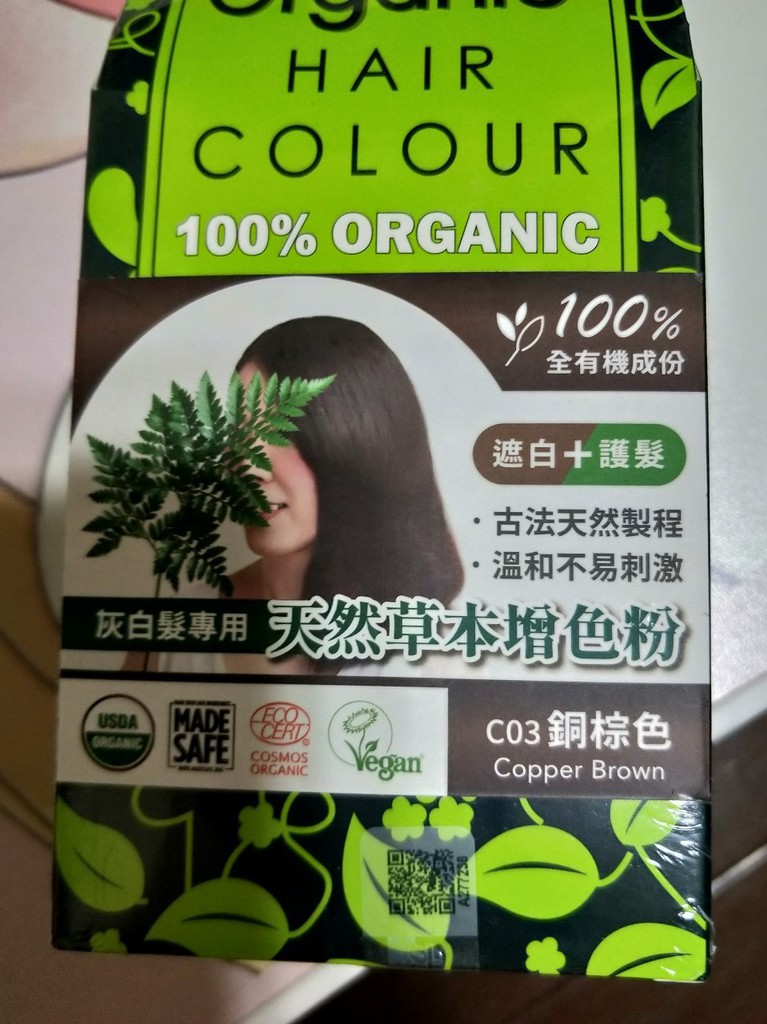 Organic
HAIR
COLOUR
100% ORGANIC
100%
全有機成份
遮白+護髮
·古法天然製程
·溫和不易刺激
灰白髮專用 天然草本增色粉
USDA
ORGANIC
MADE
SAFE
ECO
CERT
COSMOS
ORGANIC
Vegan
C03 銅棕色
Copper Brown
A277238